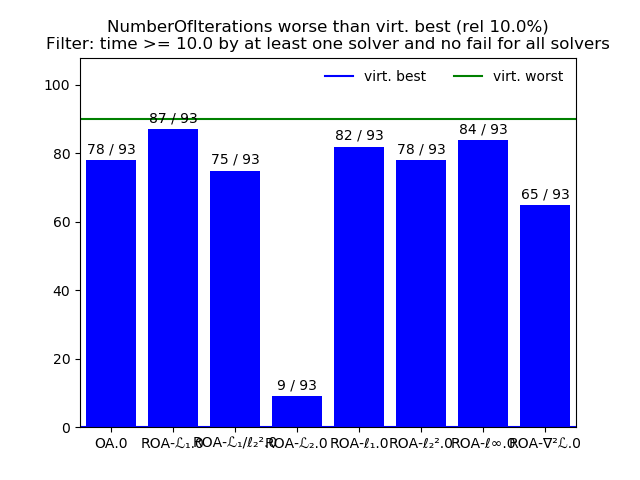 NumberOfIterations worse than virt. best (rel 10.0%)
Filter: time >= 10.0 by at least one solver and no fail for all solvers
100
80
60
40
20
0
virt. best
virt. worst
78 / 93
87 / 93
75 / 93
9 / 93
82 / 93
78 / 93
84 / 93
65 / 93
OA.0
ROA-ℒ₁.0
ROA-ℒ₁/ℓ₂².0
ROA-ℒ₂.0
ROA-ℓ₁.0
ROA-ℓ₂².0
ROA-ℓ∞.0
ROA-∇²ℒ.0